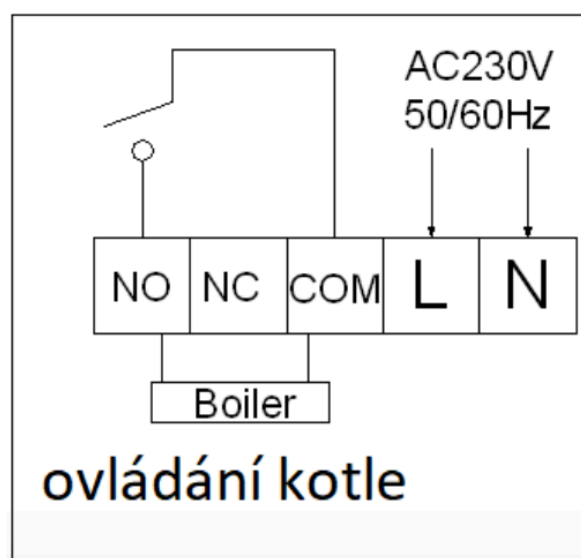 AC230V
50/60Hz
NO NC COM L N
Boiler
ovládání kotle